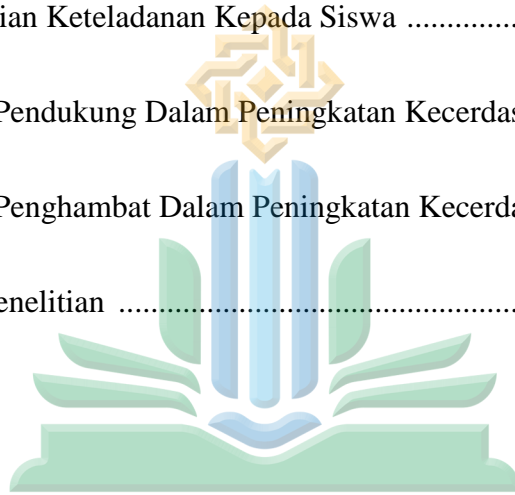 ian Keteladanan Kepada Siswa ................
Pendukung Dalam Peningkatan Kecerdas
Penghambat Dalam Peningkatan Kecerda
enelitian ......................................................